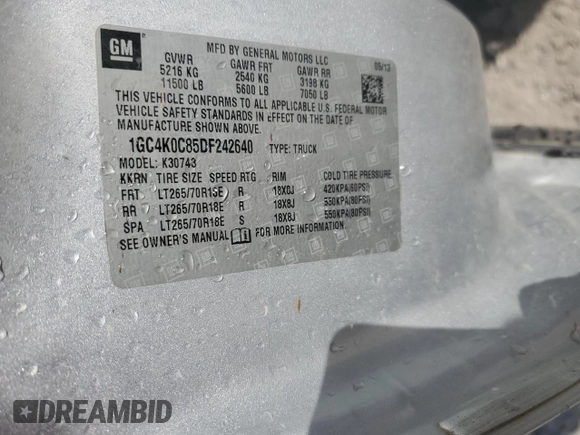 GM
MFD BY GENERAL MOTORS LLC
GVWR GAWR FRT GAWR RR 05/13
5216 KG 2540 KG 3198 KG
11500 LB 5600 LB 7050 LB
THIS VEHICLE CONFORMS TO ALL APPLICABLE U.S. FEDERAL MOTOR
VEHICLE SAFETY STANDARDS IN EFFECT ON THE DATE OF
MANUFACTURE SHOWN ABOVE.
1GC4K0C85DF242640 TYPE: TRUCK
MODEL: K30743
KKRN TIRE SIZE SPEED RTG RIM COLD TIRE PRESSURE
FRT LT265/70R18E R 18X8J 420KPA(60PSI)
RR LT265/70R18E R 18X8J 550KPA(80PSI)
SPA LT265/70R18E S 18X8J 550KPA(80PSI)
SEE OWNER'S MANUAL FOR MORE INFORMATION.
DREAMBID